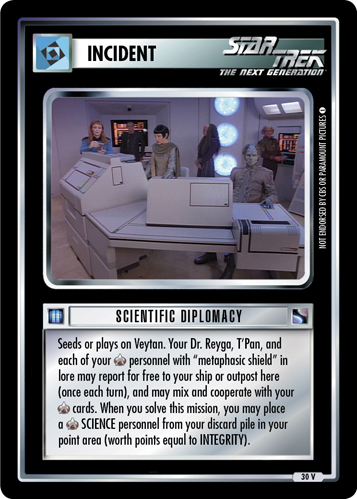 INCIDENT
STAR TREK
THE NEXT GENERATION
NOT ENDORSED BY CBS OR PARAMOUNT PICTURES
SCIENTIFIC DIPLOMACY
Seeds or plays on Veytan. Your Dr. Reyga, T'Pan, and
each of your personnel with "metaphasic shield" in
lore may report for free to your ship or outpost here
(once each turn), and may mix and cooperate with your
cards. When you solve this mission, you may place
a SCIENCE personnel from your discard pile in your
point area (worth points equal to INTEGRITY).
30 V